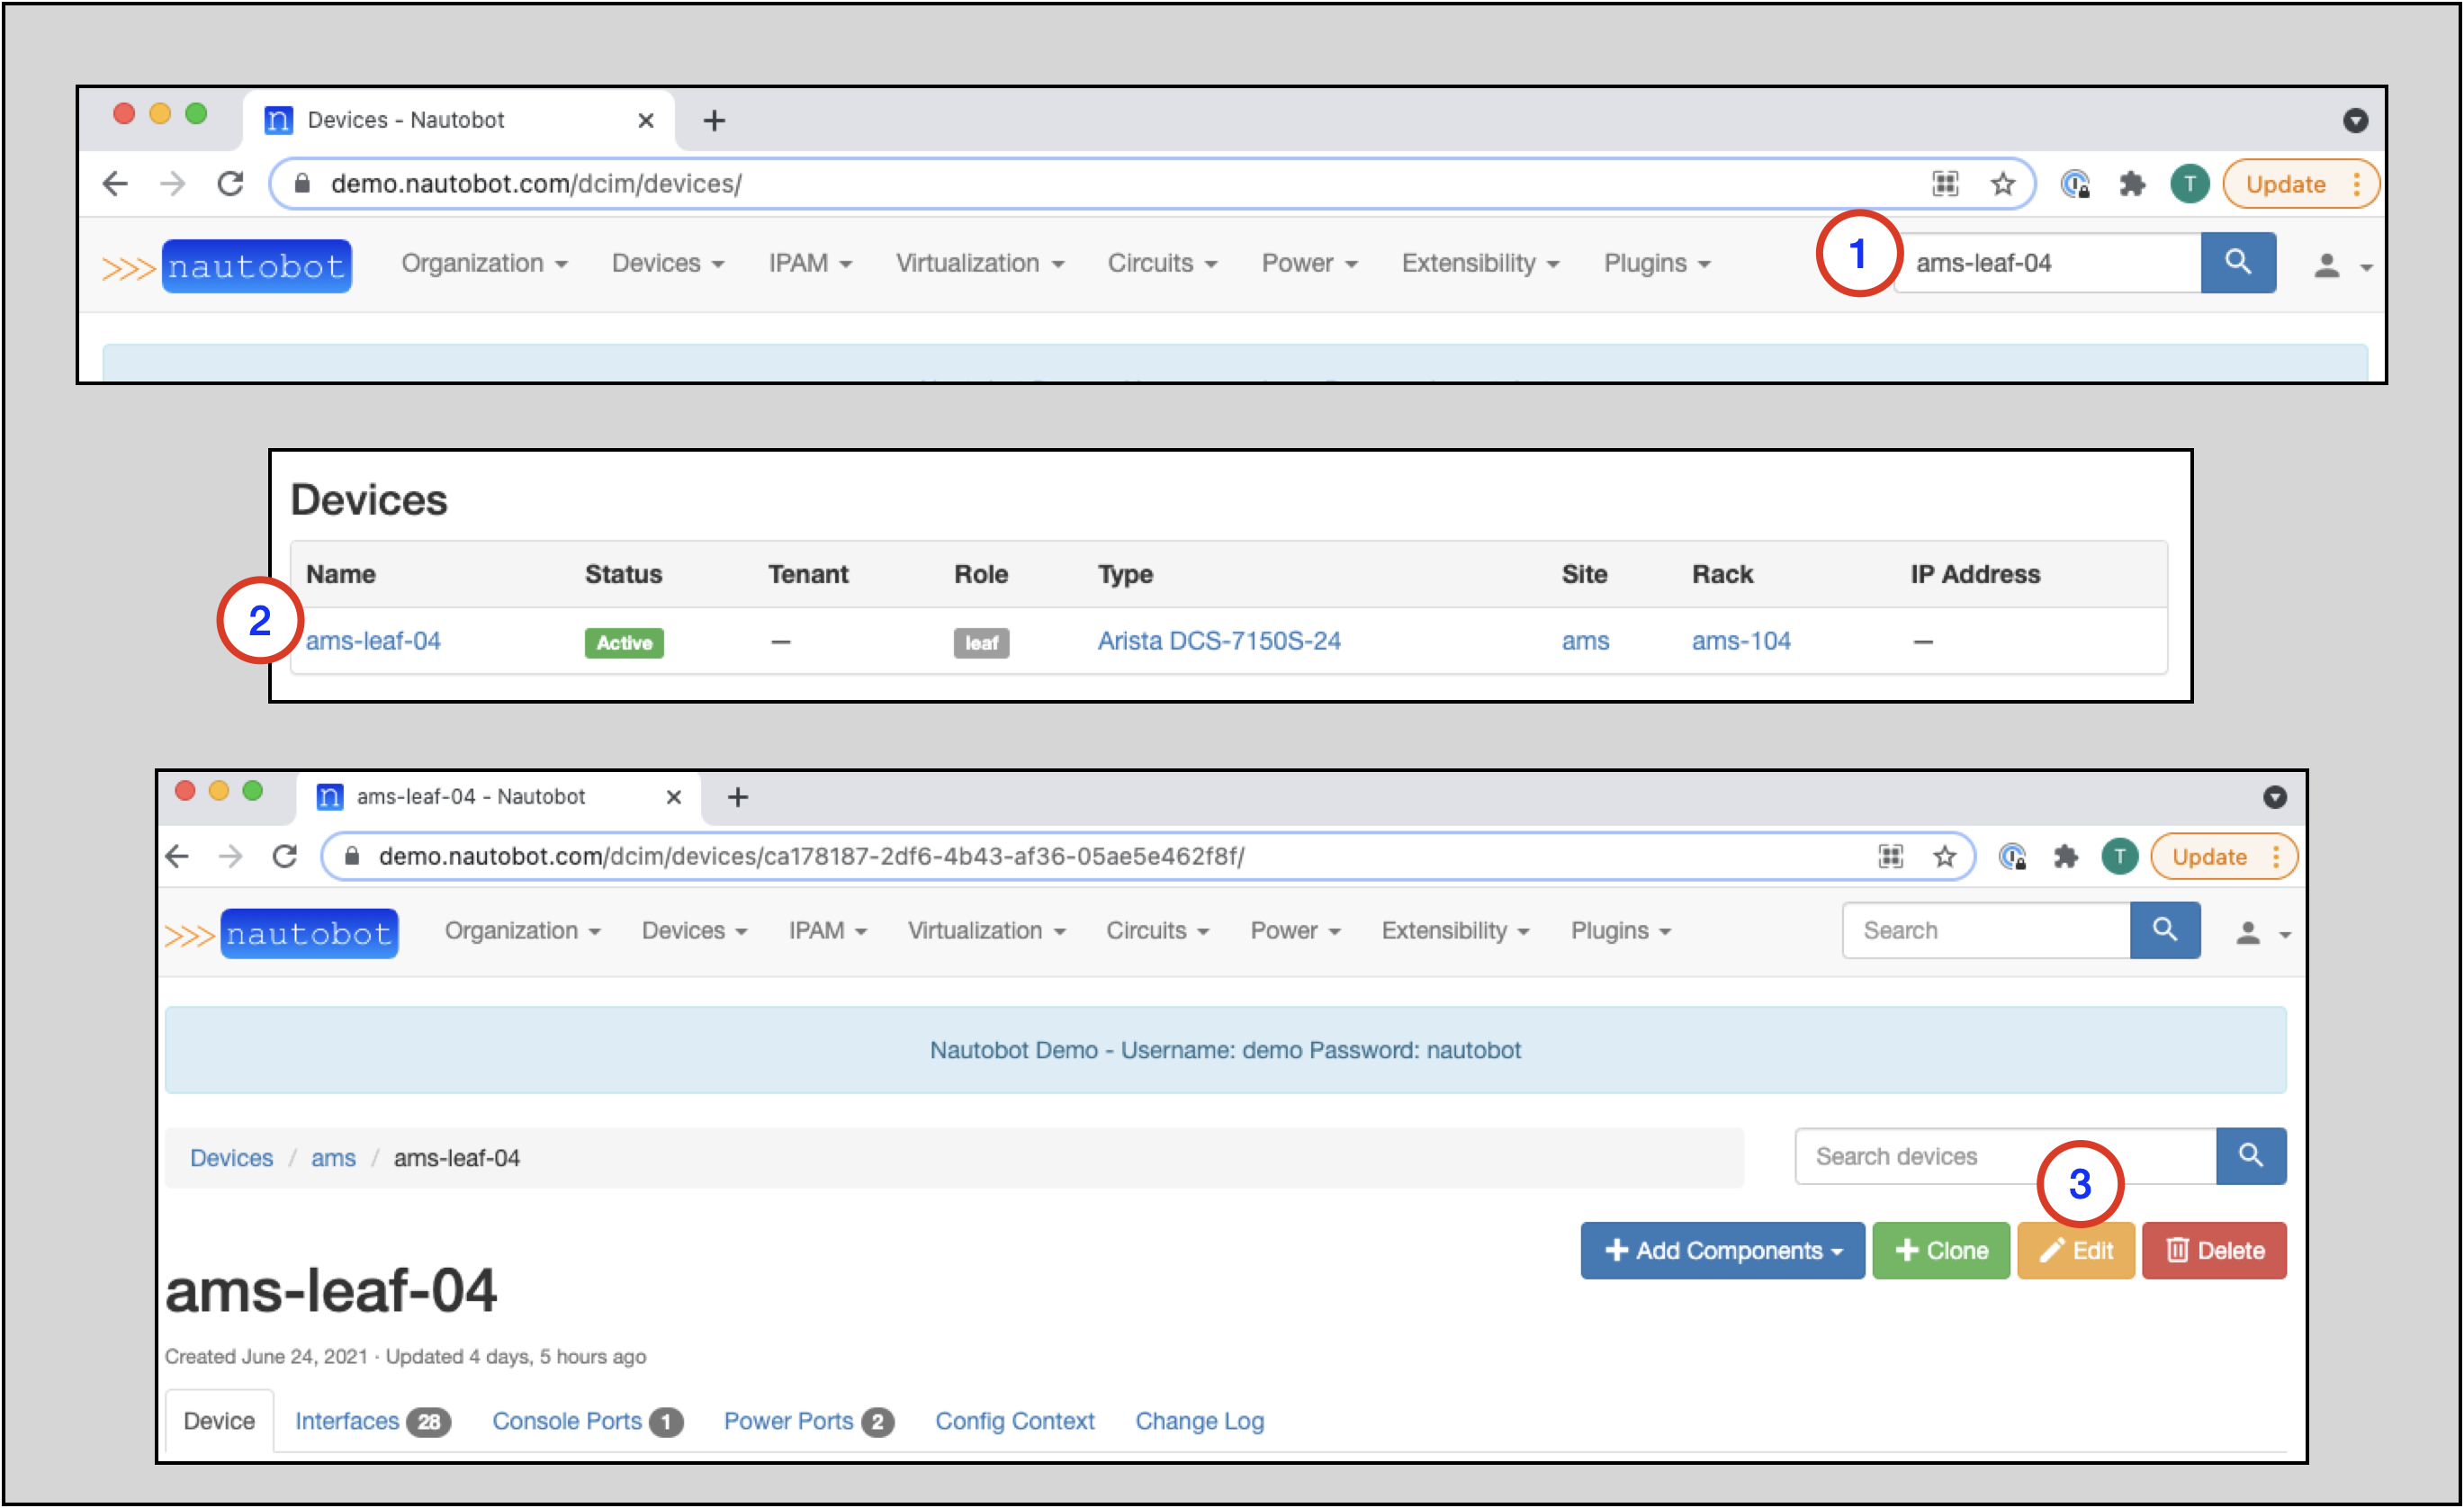 Devices - Nautobot
demo.nautobot.com/dcim/devices/
T
Update
>>> nautobot
Organization
Devices
IPAM
Virtualization
Circuits
Power
Extensibility
Plugins
1
ams-leaf-04
Devices
Name Status Tenant Role Type Site Rack IP Address
2
ams-leaf-04 Active — leaf Arista DCS-7150S-24 ams ams-104 —
ams-leaf-04 - Nautobot
demo.nautobot.com/dcim/devices/ca178187-2df6-4b43-af36-05ae5e462f8f/
T
Update
>>> nautobot
Organization
Devices
IPAM
Virtualization
Circuits
Power
Extensibility
Plugins
Search
Nautobot Demo - Username: demo Password: nautobot
Devices / ams / ams-leaf-04
Search devices
3
Add Components
Clone
Edit
Delete
ams-leaf-04
Created June 24, 2021 · Updated 4 days, 5 hours ago
Device
Interfaces 28
Console Ports 1
Power Ports 2
Config Context
Change Log